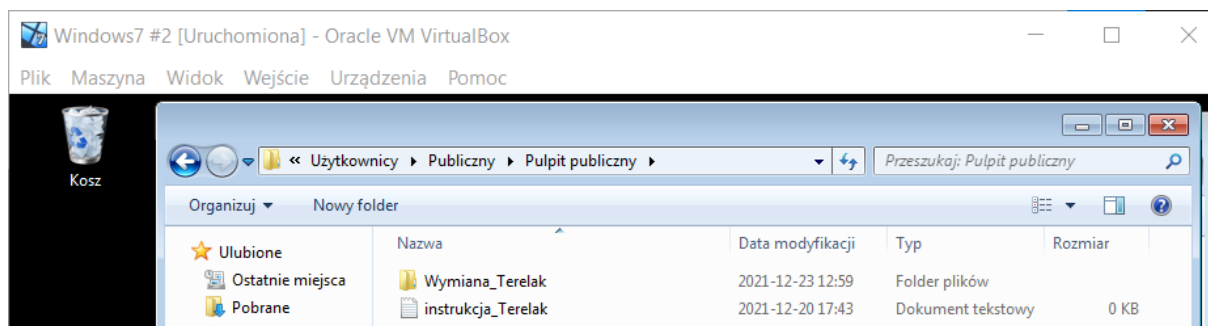 Windows7 #2 [Uruchomiona] - Oracle VM VirtualBox
Plik Maszyna Widok Wejście Urządzenia Pomoc
Kosz
« Użytkownicy Publiczny Pulpit publiczny
Przeszukaj: Pulpit publiczny
Organizuj Nowy folder
Ulubione
Ostatnie miejsca
Pobrane
Nazwa Data modyfikacji Typ Rozmiar
Wymiana_Terelak 2021-12-23 12:59 Folder plików
instrukcja_Terelak 2021-12-20 17:43 Dokument tekstowy 0 KB